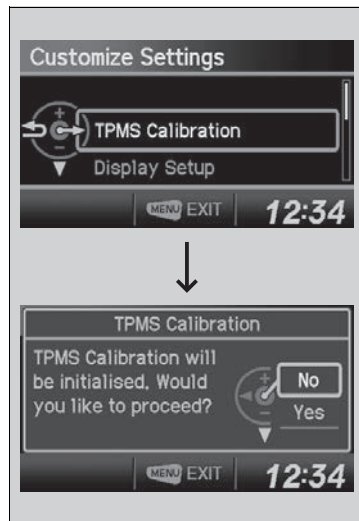 Customize Settings
+
TPMS Calibration
−
Display Setup
MENU EXIT 12:34
TPMS Calibration
TPMS Calibration will
be initialised, Would
you like to proceed?
+
No
−
Yes
MENU EXIT 12:34